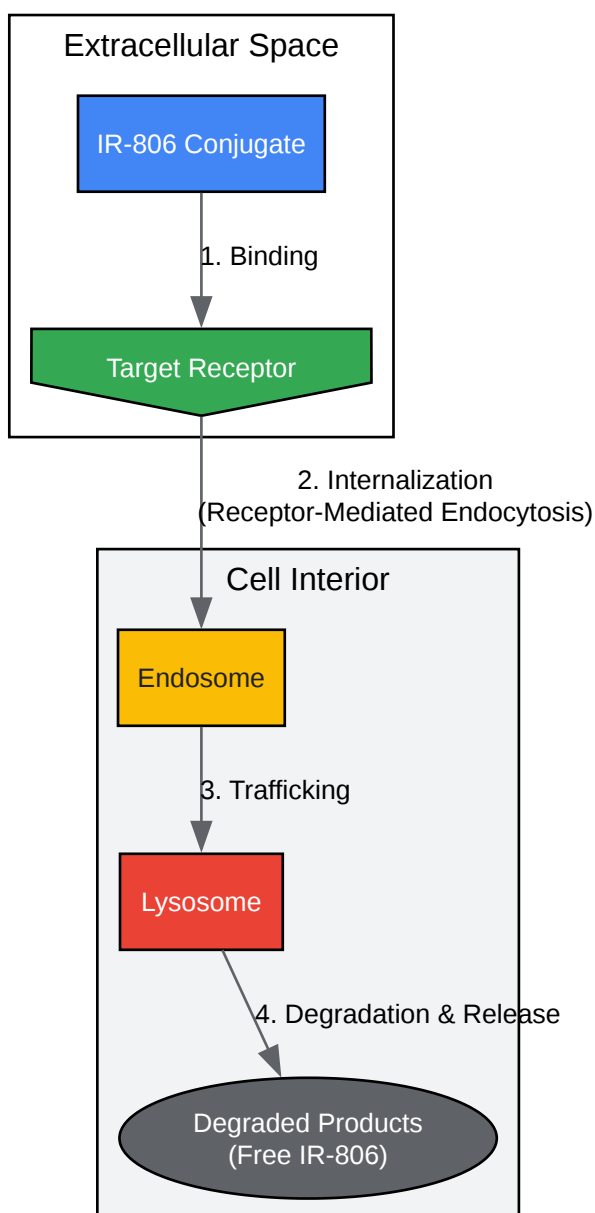 Extracellular Space
IR-806 Conjugate
1. Binding
Target Receptor
2. Internalization
(Receptor-Mediated Endocytosis)
Cell Interior
Endosome
3. Trafficking
Lysosome
4. Degradation & Release
Degraded Products
(Free IR-806)